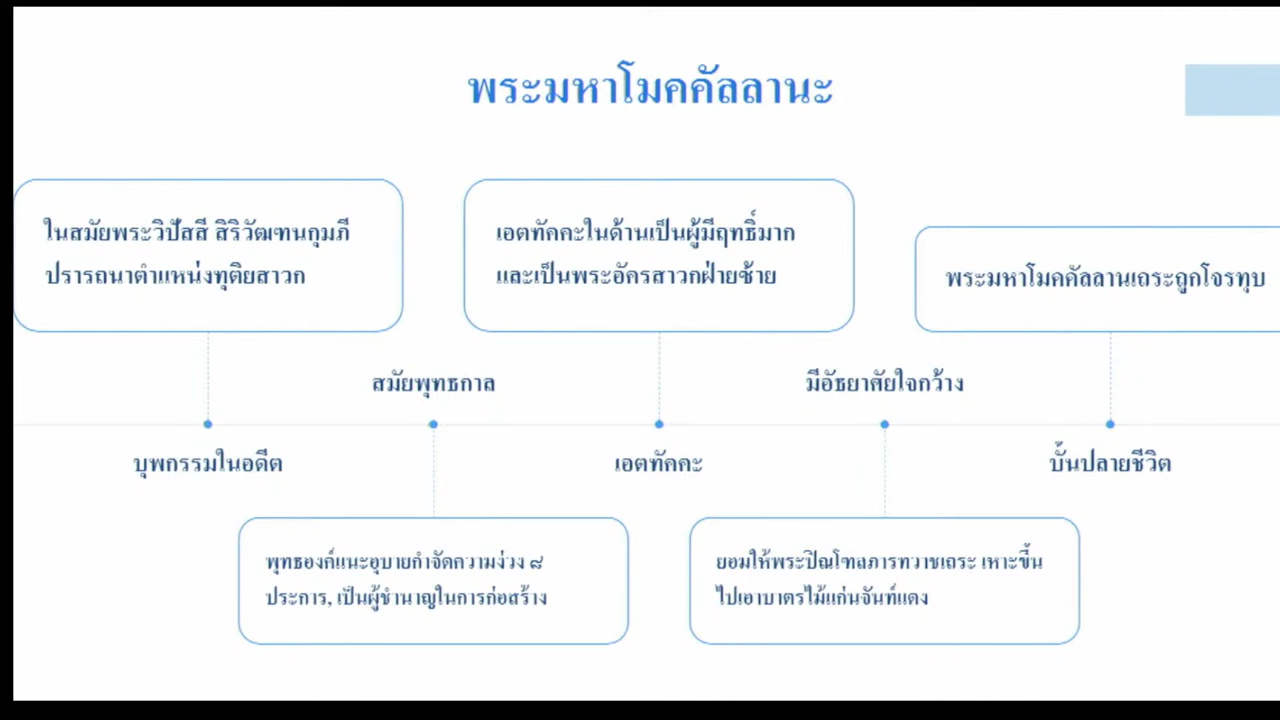 พระมหาโมคคัลลานะ
ในสมัยพระวิปัสสี สิริวัฒฑนกุมภี
ปรารถนาตำแหน่งทุติยสาวก
เอตทัคคะในด้านเป็นผู้มีฤทธิ์มาก
และเป็นพระอัครสาวกฝ่ายซ้าย
พระมหาโมคคัลลานเถระถูกโจรทุบ
สมัยพุทธกาล
มีอัธยาศัยใจกว้าง
บุพกรรมในอดีต
เอตทัคคะ
บั้นปลายชีวิต
พุทธองค์แนะอุบายกำจัดความง่วง ๘
ประการ, เป็นผู้ชำนาญในการก่อสร้าง
ยอมให้พระปิณโฑลภารทวาชเถระ เหาะขึ้น
ไปเอาบาตรไม้แก่นจันท์แดง